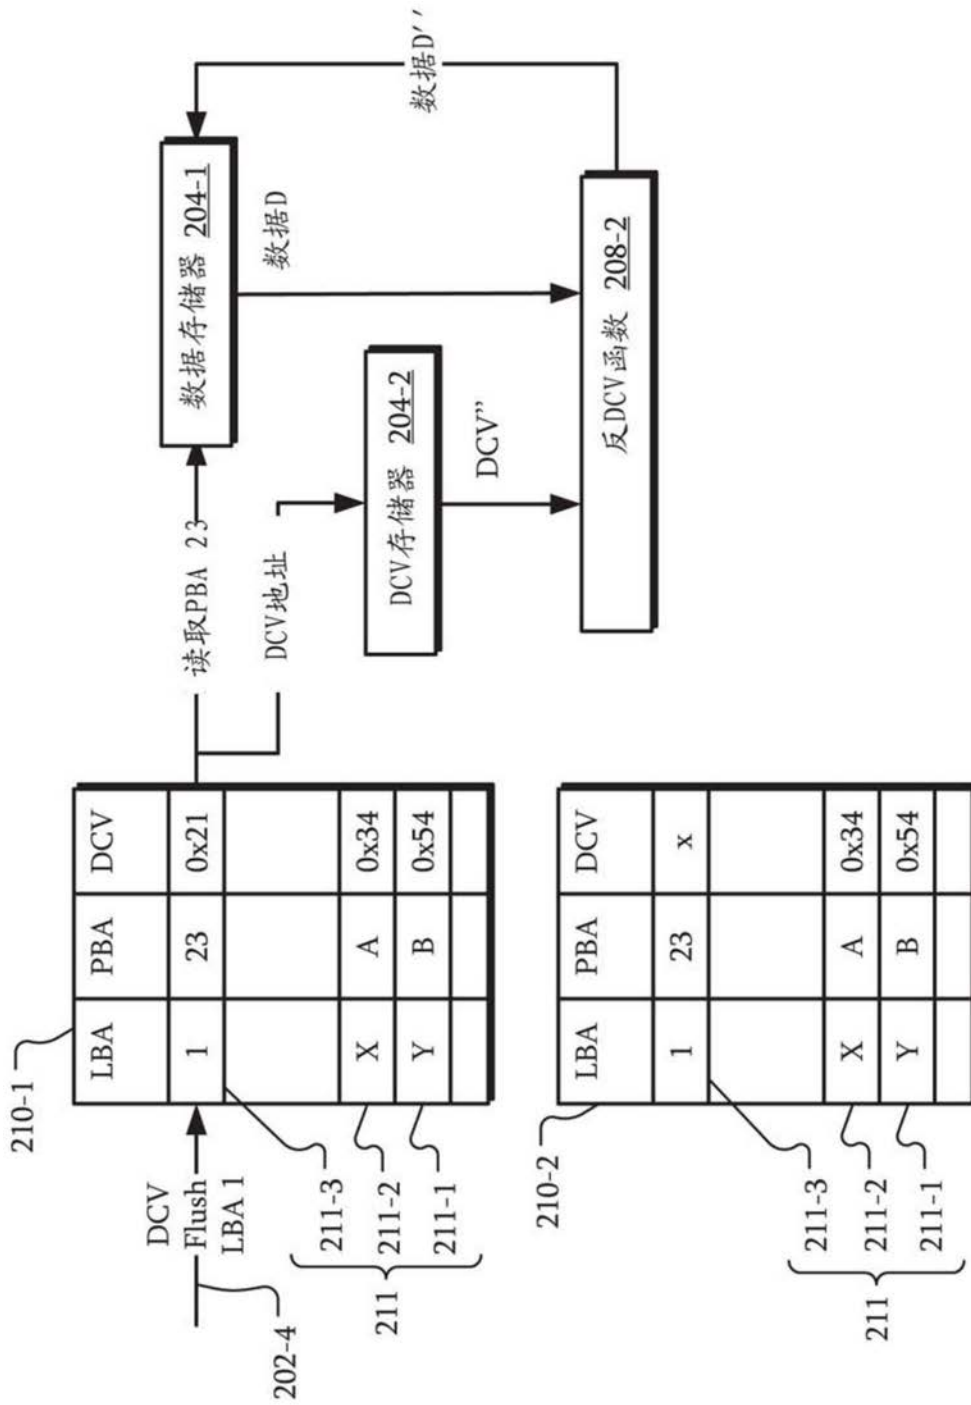 DCV
Flush
LBA 1
202-4
210-1
LBA PBA DCV
1 23 0x21
X A 0x34
Y B 0x54
211-3
211-2
211-1
211
读取PBA 23
DCV地址
数据存储器 204-1
数据D
数据D''
DCV存储器 204-2
DCV”
反DCV函数 208-2
210-2
LBA PBA DCV
1 23 x
X A 0x34
Y B 0x54
211-3
211-2
211-1
211